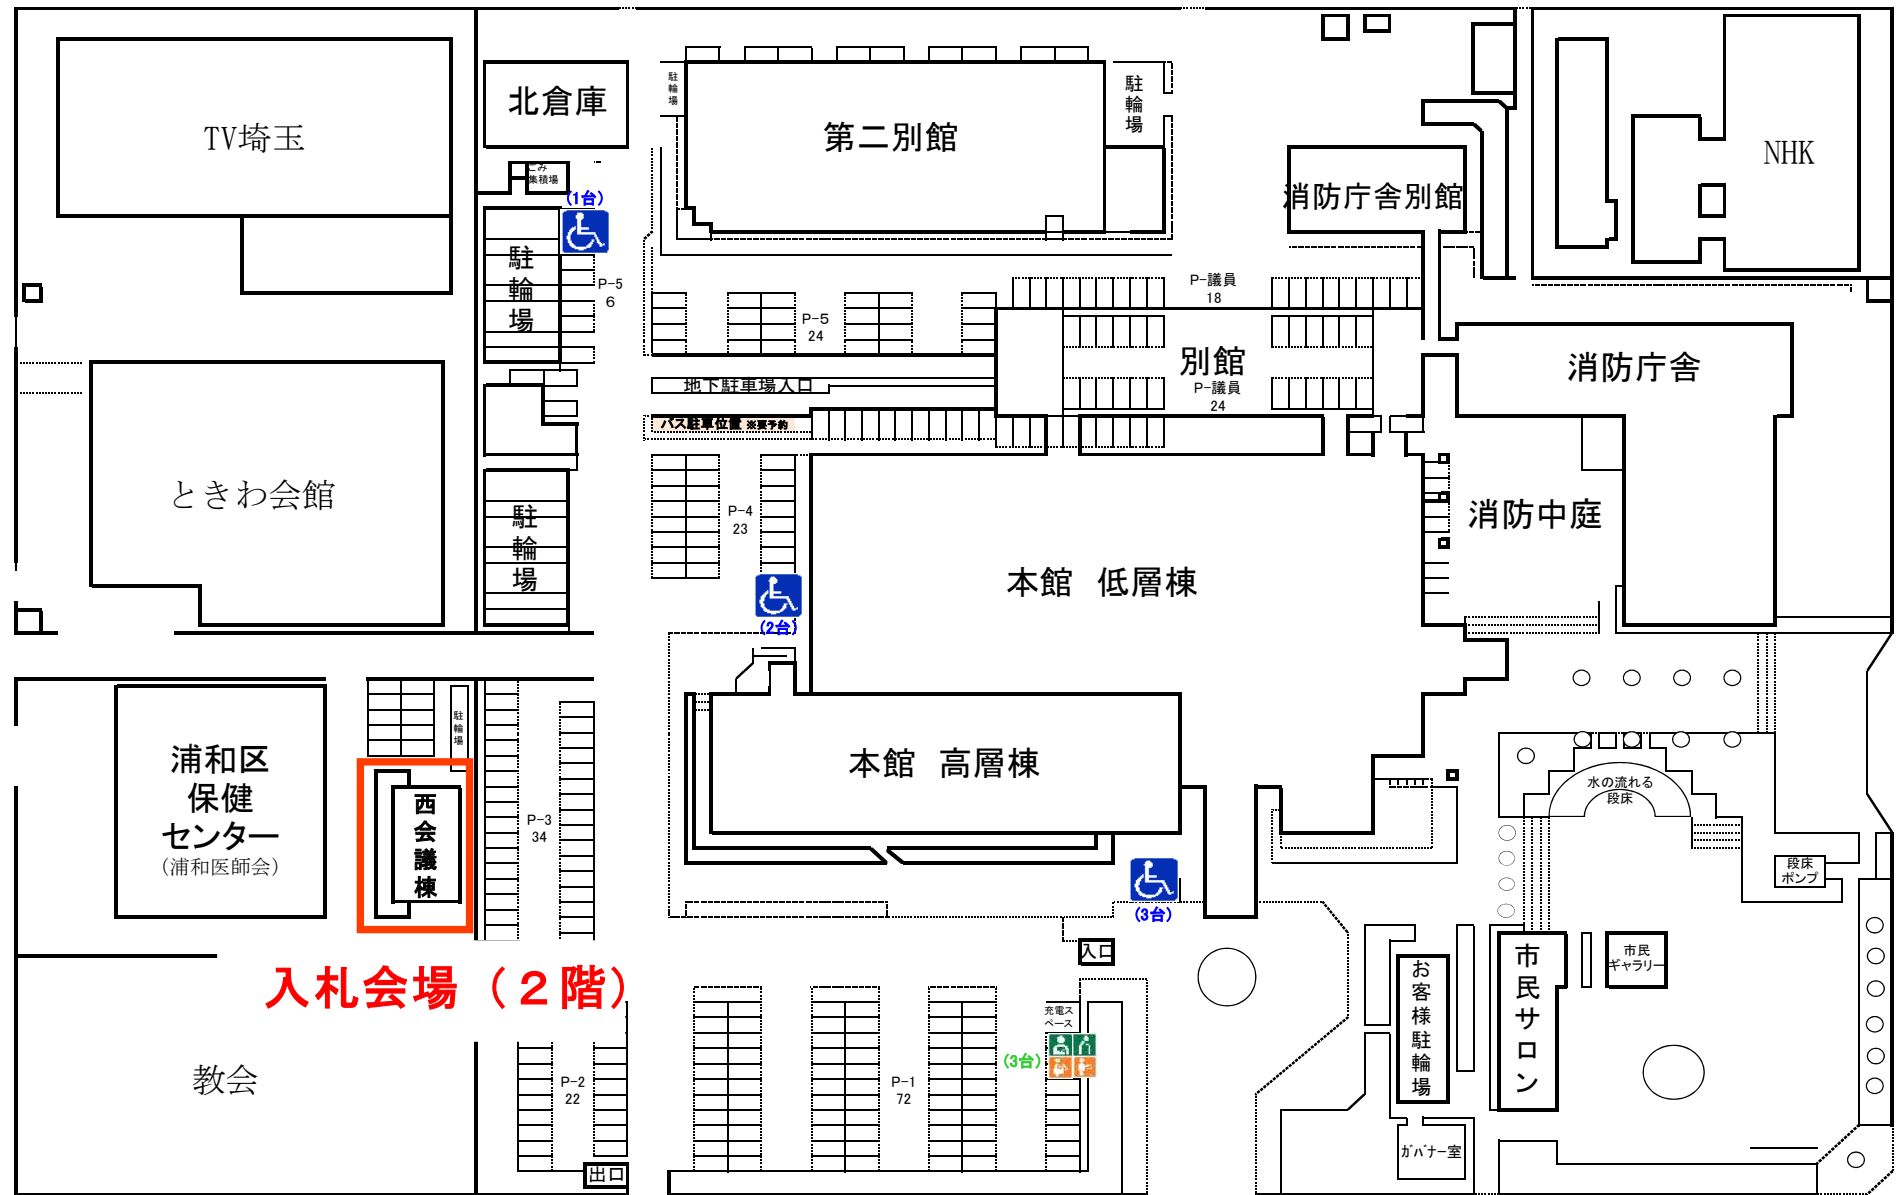 TV埼玉
北倉庫
駐輪場
第二別館
駐輪場
NHK
消防庁舎別館
ごみ
集積場
(1台)
駐輪場
P-5
6
P-5
24
P-議員
18
別館
P-議員
24
消防庁舎
地下駐車場入口
バス駐車位置 ※要予約
ときわ会館
駐輪場
P-4
23
(2台)
本館 低層棟
消防中庭
浦和区
保健
センター
(浦和医師会)
駐輪場
西会議棟
P-3
34
本館 高層棟
水の流れる
段床
段床
ポンプ
(3台)
入口
入札会場（２階）
お客様駐輪場
市民サロン
市民
ギャラリー
充電ス
ペース
(3台)
教会
P-2
22
P-1
72
ガバナー室
出口